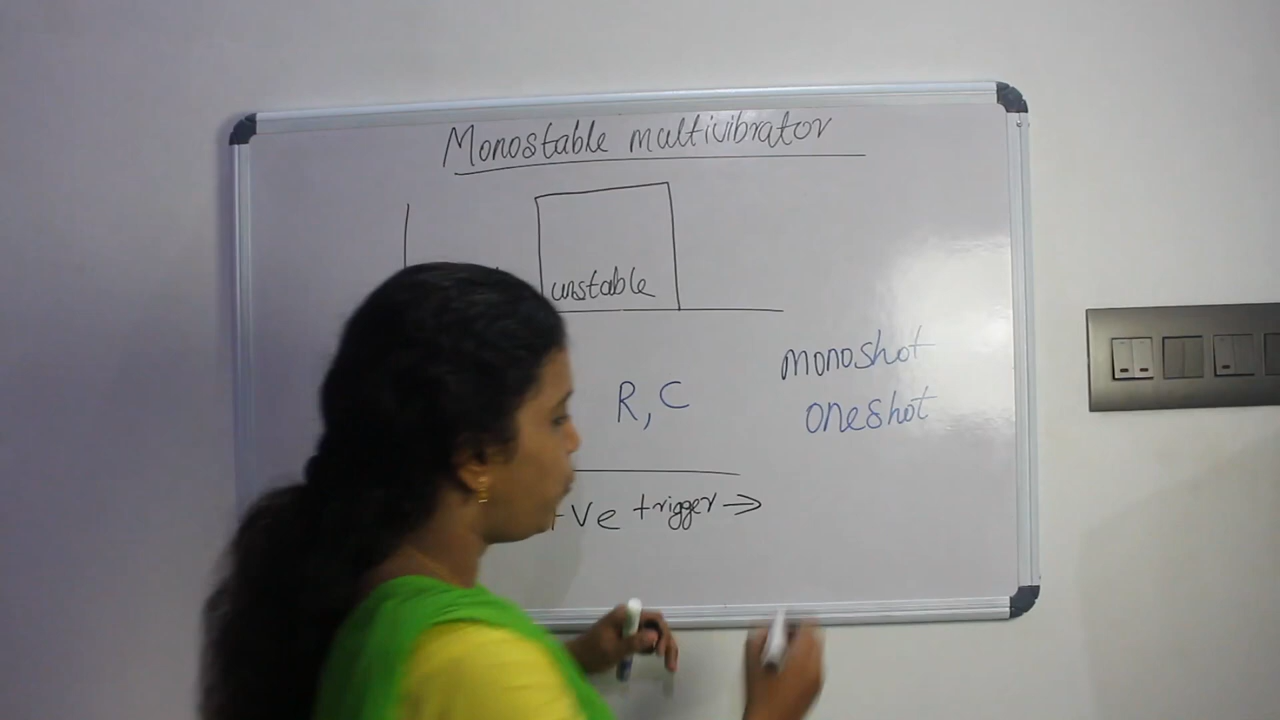 Monostable multivibrator
unstable
monoshot
R, C
oneshot
+ve trigger →